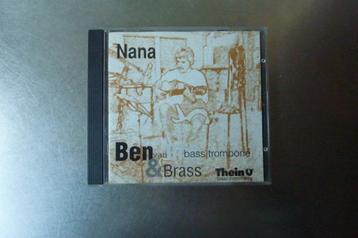 Nana
Ben van bass trombone
& Brass Thein